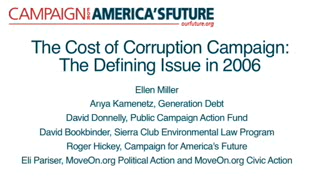 CAMPAIGN FOR AMERICA'S FUTURE
ourfuture.org
The Cost of Corruption Campaign:
The Defining Issue in 2006
Ellen Miller
Anya Kamenetz, Generation Debt
David Donnelly, Public Campaign Action Fund
David Bookbinder, Sierra Club Environmental Law Program
Roger Hickey, Campaign for America's Future
Eli Pariser, MoveOn.org Political Action and MoveOn.org Civic Action